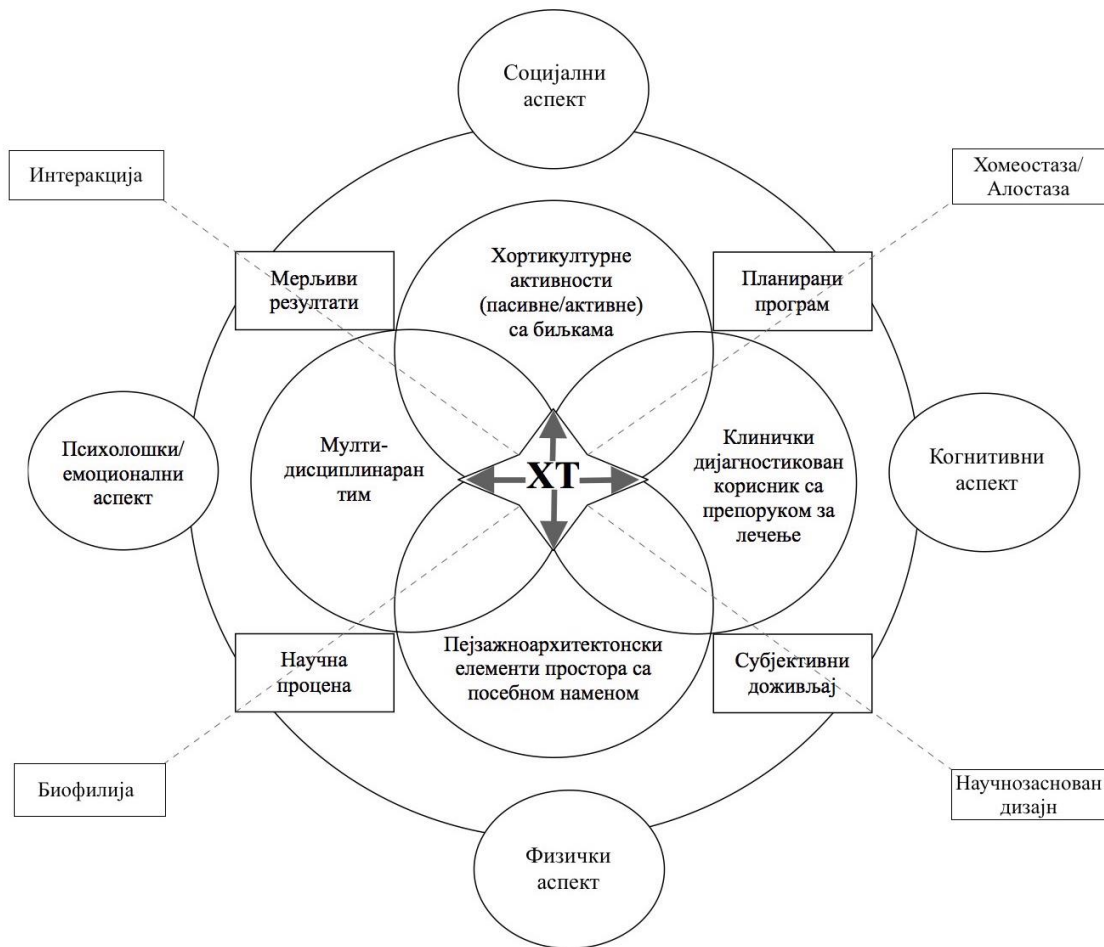 Социјални
аспект
Интеракција
Хомеостаза/
Алостаза
Мерљиви
резултати
Хортикултурне
активности
(пасивне/активне)
са биљкама
Планирани
програм
Психолошки/
емоционални
аспект
Мулти-
дисциплинаран
тим
ХТ
Клинички
дијагностикован
корисник са
препоруком за
лечење
Когнитивни
аспект
Научна
процена
Пејзажноархитектонски
елементи простора са
посебном наменом
Субјективни
доживљај
Биофилија
Научнозаснован
дизајн
Физички
аспект